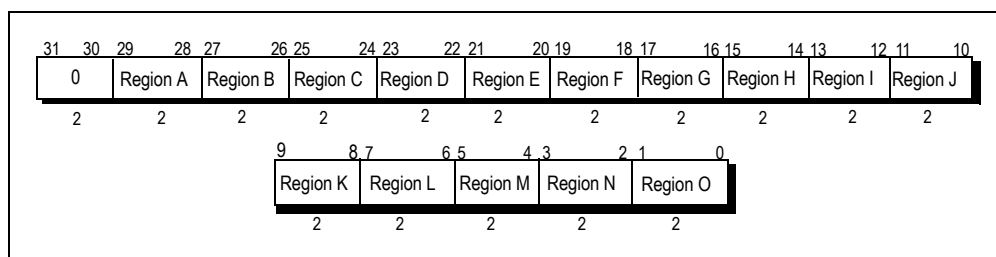 31 30 29 28 27 26 25 24 23 22 21 20 19 18 17 16 15 14 13 12 11 10
0 Region A Region B Region C Region D Region E Region F Region G Region H Region I Region J
2 2 2 2 2 2 2 2 2 2 2
9 8 7 6 5 4 3 2 1 0
Region K Region L Region M Region N Region O
2 2 2 2 2